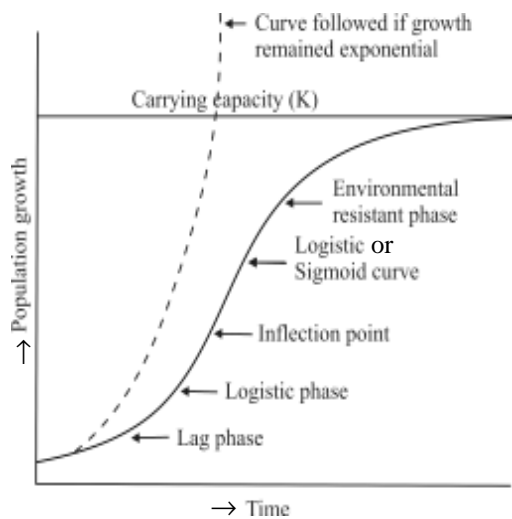 Curve followed if growth
remained exponential
Carrying capacity (K)
Environmental
resistant phase
Logistic or
Sigmoid curve
Inflection point
Logistic phase
Lag phase
→ Population growth
→ Time